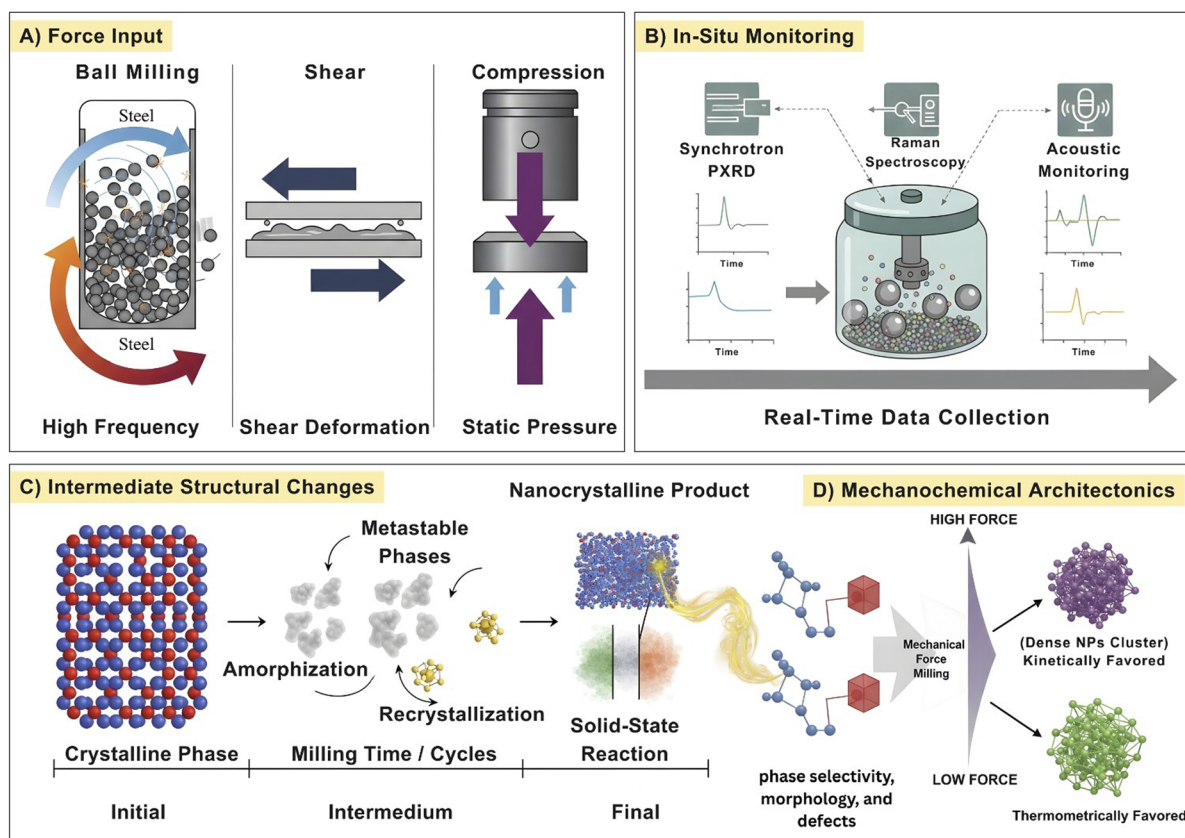 A) Force Input
Ball Milling
Shear
Compression
Steel
Steel
High Frequency
Shear Deformation
Static Pressure
B) In-Situ Monitoring
Synchrotron
PXRD
Raman
Spectroscopy
Acoustic
Monitoring
Time
Time
Time
Time
Real-Time Data Collection
C) Intermediate Structural Changes
Metastable
Phases
Amorphization
Recrystallization
Nanocrystalline Product
Solid-State
Reaction
Crystalline Phase
Milling Time / Cycles
Initial
Intermedium
Final
phase selectivity,
morphology, and
defects
D) Mechanochemical Architectonics
HIGH FORCE
Mechanical
Force
Milling
LOW FORCE
(Dense NPs Cluster)
Kinetically Favored
Thermometrically Favored